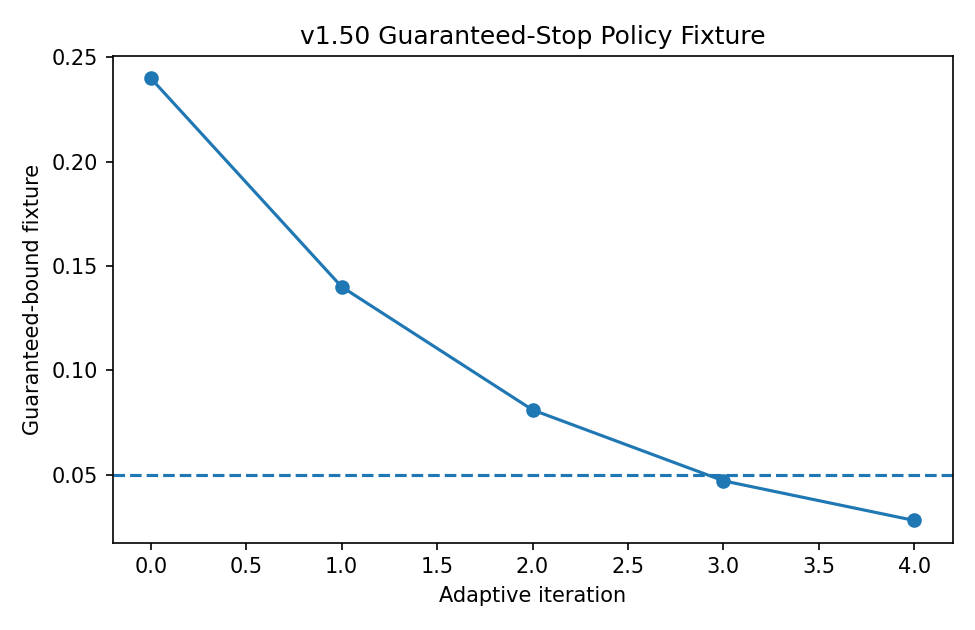 v1.50 Guaranteed-Stop Policy Fixture
Guaranteed-bound fixture
0.25
0.20
0.15
0.10
0.05
0.0 0.5 1.0 1.5 2.0 2.5 3.0 3.5 4.0
Adaptive iteration